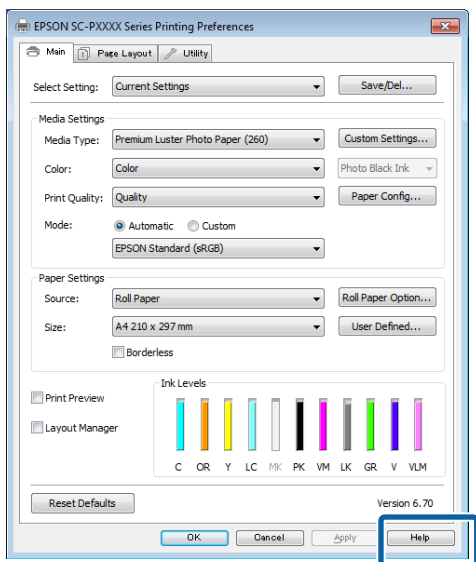 EPSON SC-PXXXX Series Printing Preferences
Main Page Layout Utility
Select Setting: Current Settings Save/Del...
Media Settings
Media Type: Premium Luster Photo Paper (260) Custom Settings...
Color: Color Photo Black Ink
Print Quality: Quality Paper Config...
Mode: Automatic Custom
EPSON Standard (sRGB)
Paper Settings
Source: Roll Paper Roll Paper Option...
Size: A4 210 x 297 mm User Defined...
Borderless
Ink Levels
Print Preview
Layout Manager
C OR Y LC MK PK VM LK GR V VLM
Reset Defaults Version 6.70
OK Cancel Apply Help